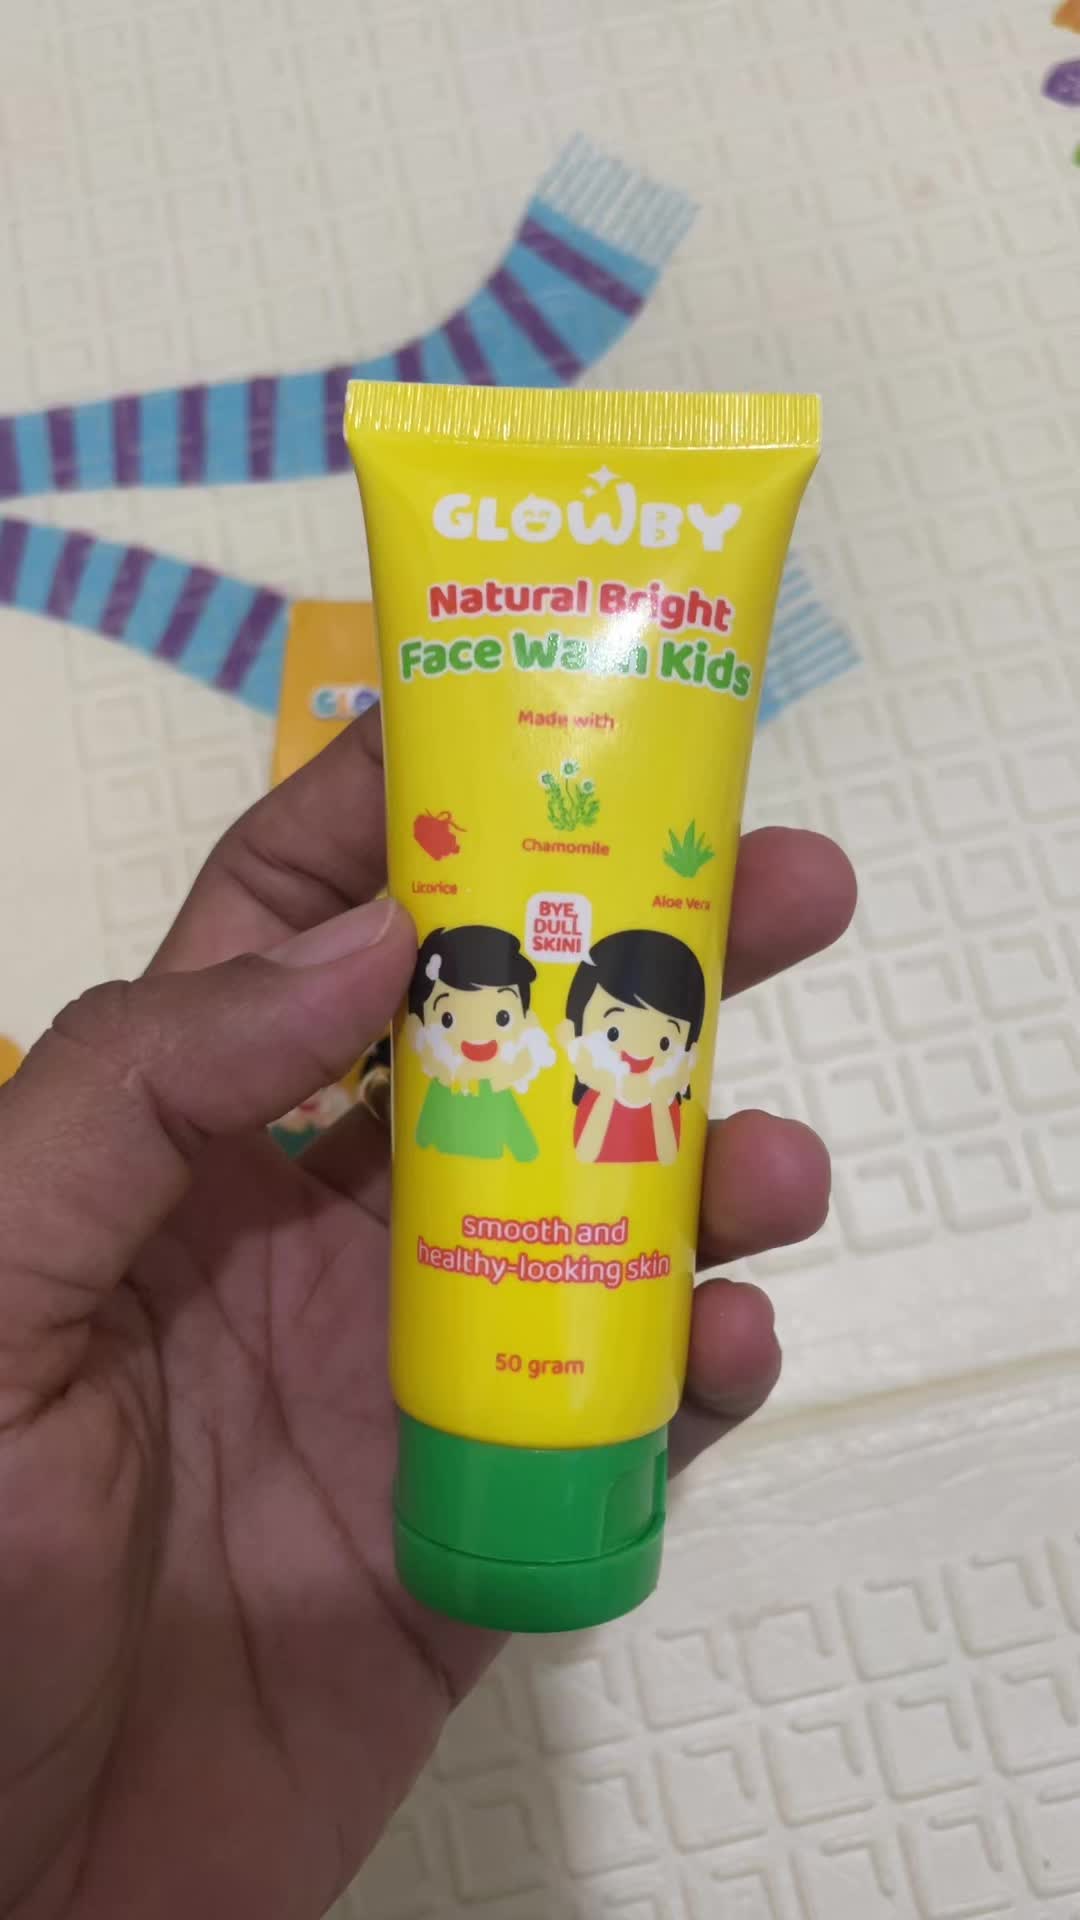 GLOWBY
Natural Bright
Face Wash Kids
Made with
Chamomile
Licorice
Aloe Vera
BYE,
DULL
SKIN!
smooth and
healthy-looking skin
50 gram